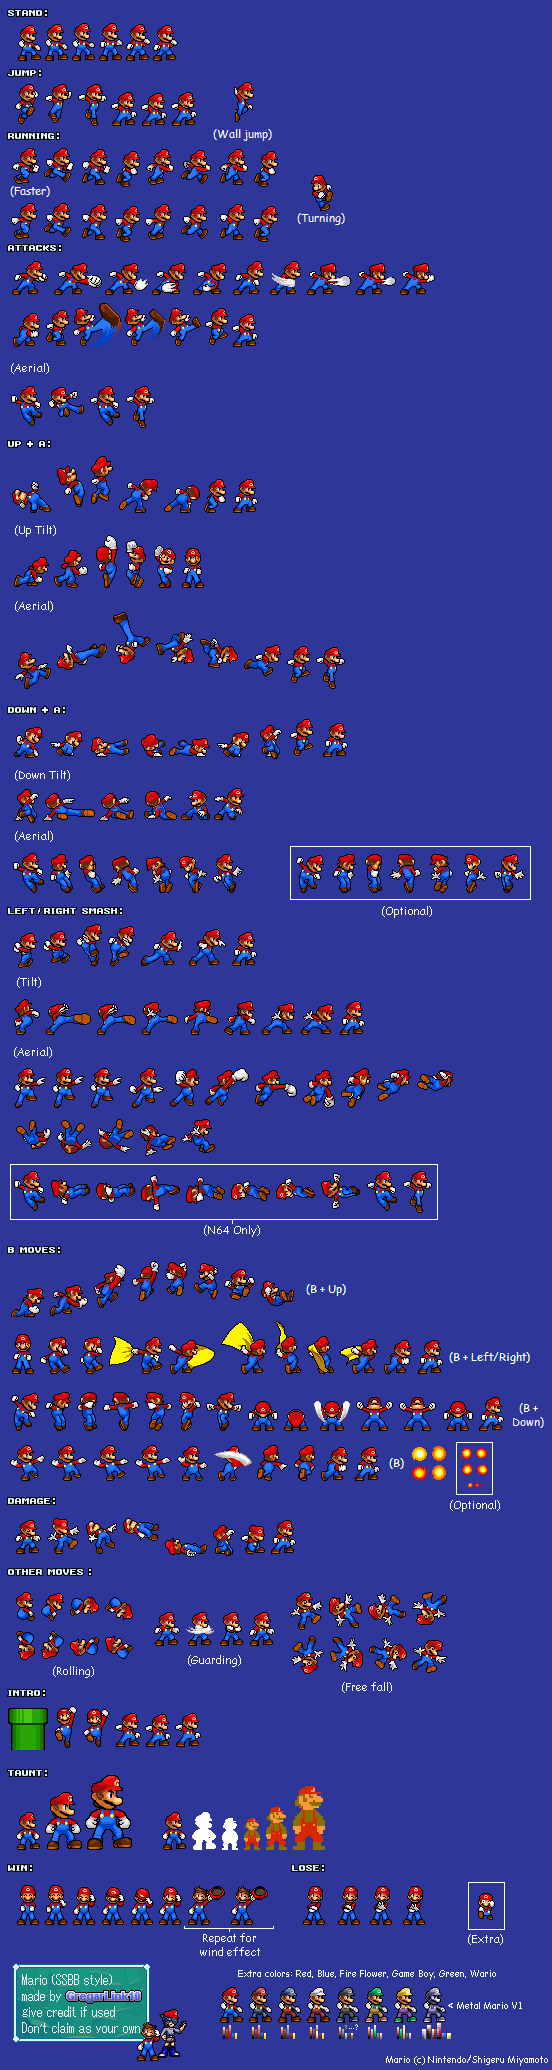 STAND:
JUMP:
(Wall jump)
RUNNING:
(Faster)
(Turning)
ATTACKS:
(Aerial)
UP + A:
(Up Tilt)
(Aerial)
DOWN + A:
(Down Tilt)
(Aerial)
(Optional)
LEFT/RIGHT SMASH:
(Tilt)
(Aerial)
(N64 Only)
B MOVES:
(B + Up)
(B + Left/Right)
(B +
Down)
(B)
(Optional)
DAMAGE:
OTHER MOVES :
(Rolling)
(Guarding)
(Free fall)
INTRO:
TAUNT:
WIN:
LOSE:
Repeat for
wind effect
(Extra)
Mario (SSBB style)
made by GregarLink10
give credit if used
Don't claim as your own
Extra colors: Red, Blue, Fire Flower, Game Boy, Green, Wario
< Metal Mario V1
Mario (c) Nintendo/Shigeru Miyamoto